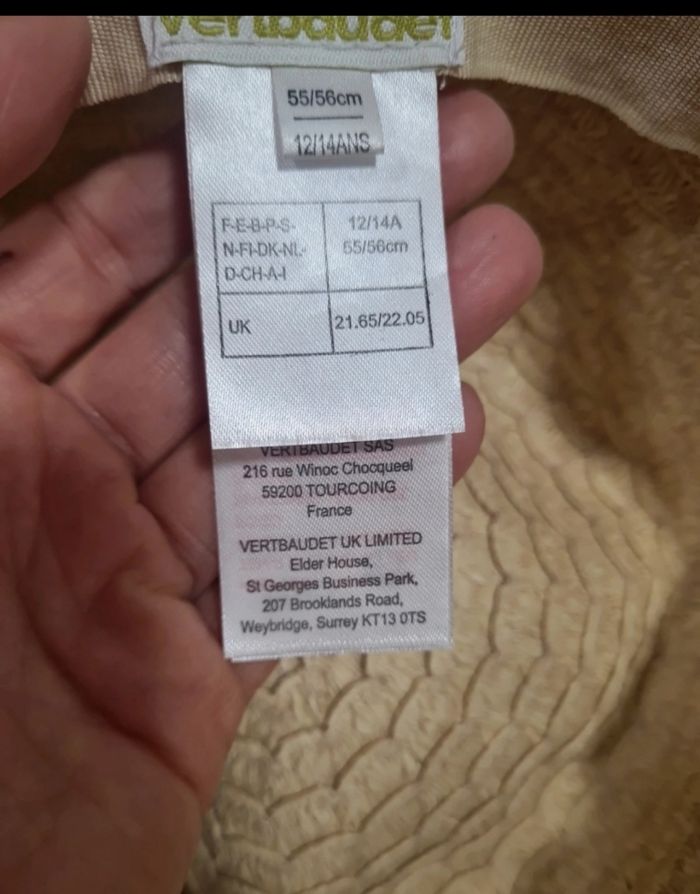 vertbaudet
55/56cm
12/14ANS
F-E-B-P-S-
N-FI-DK-NL-
D-CH-A-I
12/14A
55/56cm
UK
21.65/22.05
VERTBAUDET SAS
216 rue Winoc Chocqueel
59200 TOURCOING
France
VERTBAUDET UK LIMITED
Elder House,
St Georges Business Park,
207 Brooklands Road,
Weybridge, Surrey KT13 0TS